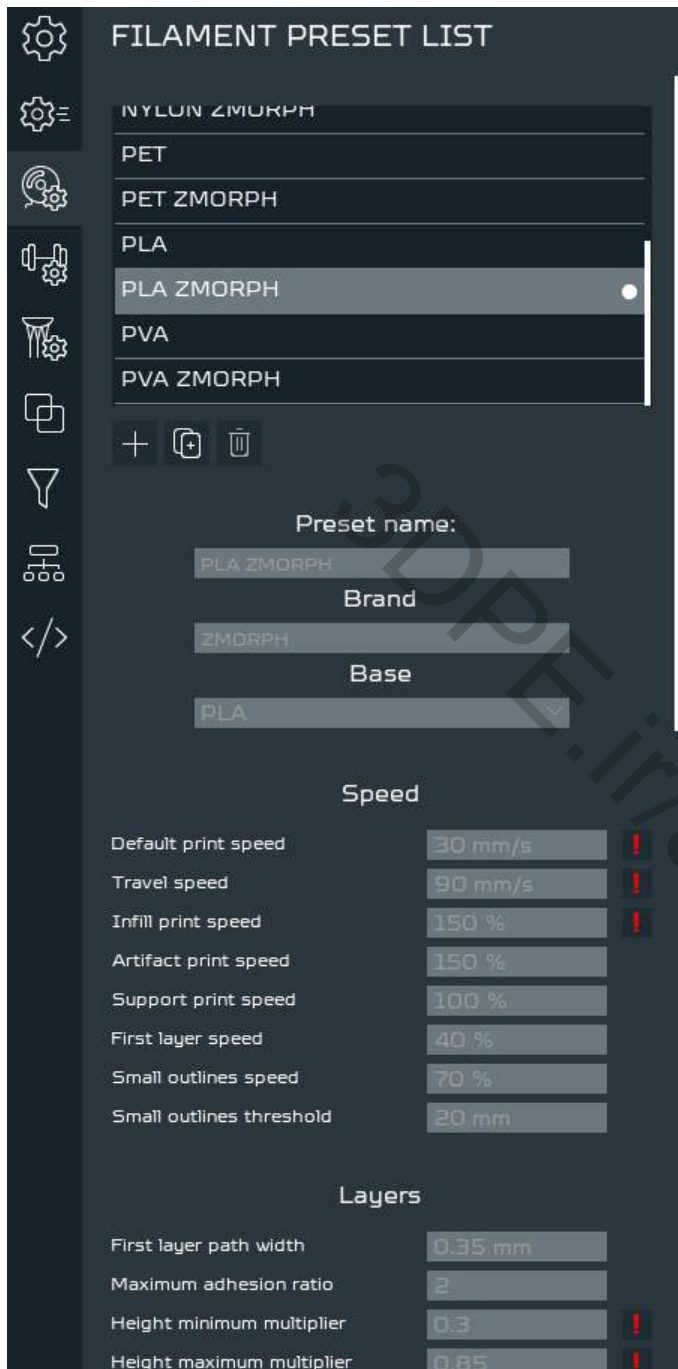 FILAMENT PRESET LIST
NYLON ZMORPH
PET
PET ZMORPH
PLA
PLA ZMORPH
PVA
PVA ZMORPH
Preset name:
PLA ZMORPH
Brand
ZMORPH
Base
PLA
Speed
Default print speed 30 mm/s !
Travel speed 90 mm/s !
Infill print speed 150 % !
Artifact print speed 150 %
Support print speed 100 %
First layer speed 40 %
Small outlines speed 70 %
Small outlines threshold 20 mm
Layers
First layer path width 0.35 mm
Maximum adhesion ratio 2
Height minimum multiplier 0.3 !
Height maximum multiplier 0.85 !
3DPE.ir/